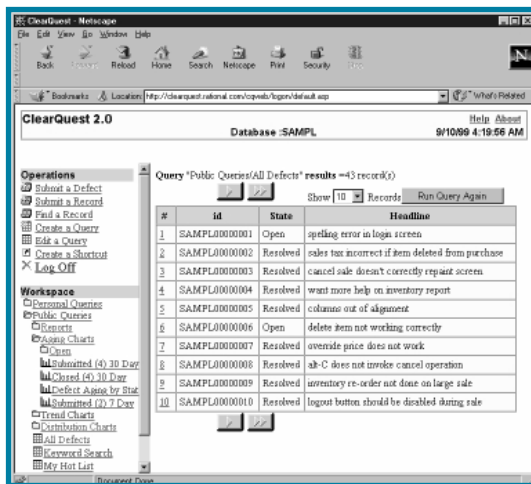 ClearQuest - Netscape
File Edit View Go Window Help
Back Reload Home Search Netscape Print Security
Bookmarks Location: http://clearquest.rational.com/cqweb/logon/default.asp What's Related
ClearQuest 2.0 Help About
Database :SAMPL 9/10/99 4:19:56 AM
Operations
Submit a Defect
Submit a Record
Find a Record
Create a Query
Edit a Query
Create a Shortcut
Log Off
Workspace
Personal Queries
Public Queries
Reports
Aging Charts
Open
Submitted (4) 30 Day
Closed (4) 30 Day
Defect Aging by Stat
Submitted (2) 7 Day
Trend Charts
Distribution Charts
All Defects
Keyword Search
My Hot List
Query "Public Queries/All Defects" results =43 record(s)
Show 10 Records Run Query Again
# id State Headline
1 SAMPL00000001 Open spelling error in login screen
2 SAMPL00000002 Resolved sales tax incorrect if item deleted from purchase
3 SAMPL00000003 Resolved cancel sale doesn't correctly repaint screen
4 SAMPL00000004 Resolved want more help on inventory report
5 SAMPL00000005 Resolved columns out of alignment
6 SAMPL00000006 Open delete item not working correctly
7 SAMPL00000007 Resolved override price does not work
8 SAMPL00000008 Resolved alt-C does not invoke cancel operation
9 SAMPL00000009 Resolved inventory re-order not done on large sale
10 SAMPL00000010 Resolved logout button should be disabled during sale
Document Done